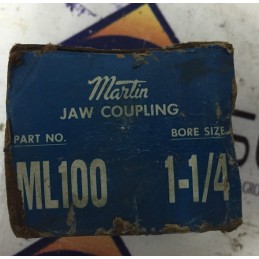 Martin
JAW COUPLING
PART NO. BORE SIZE
ML100 1-1/4